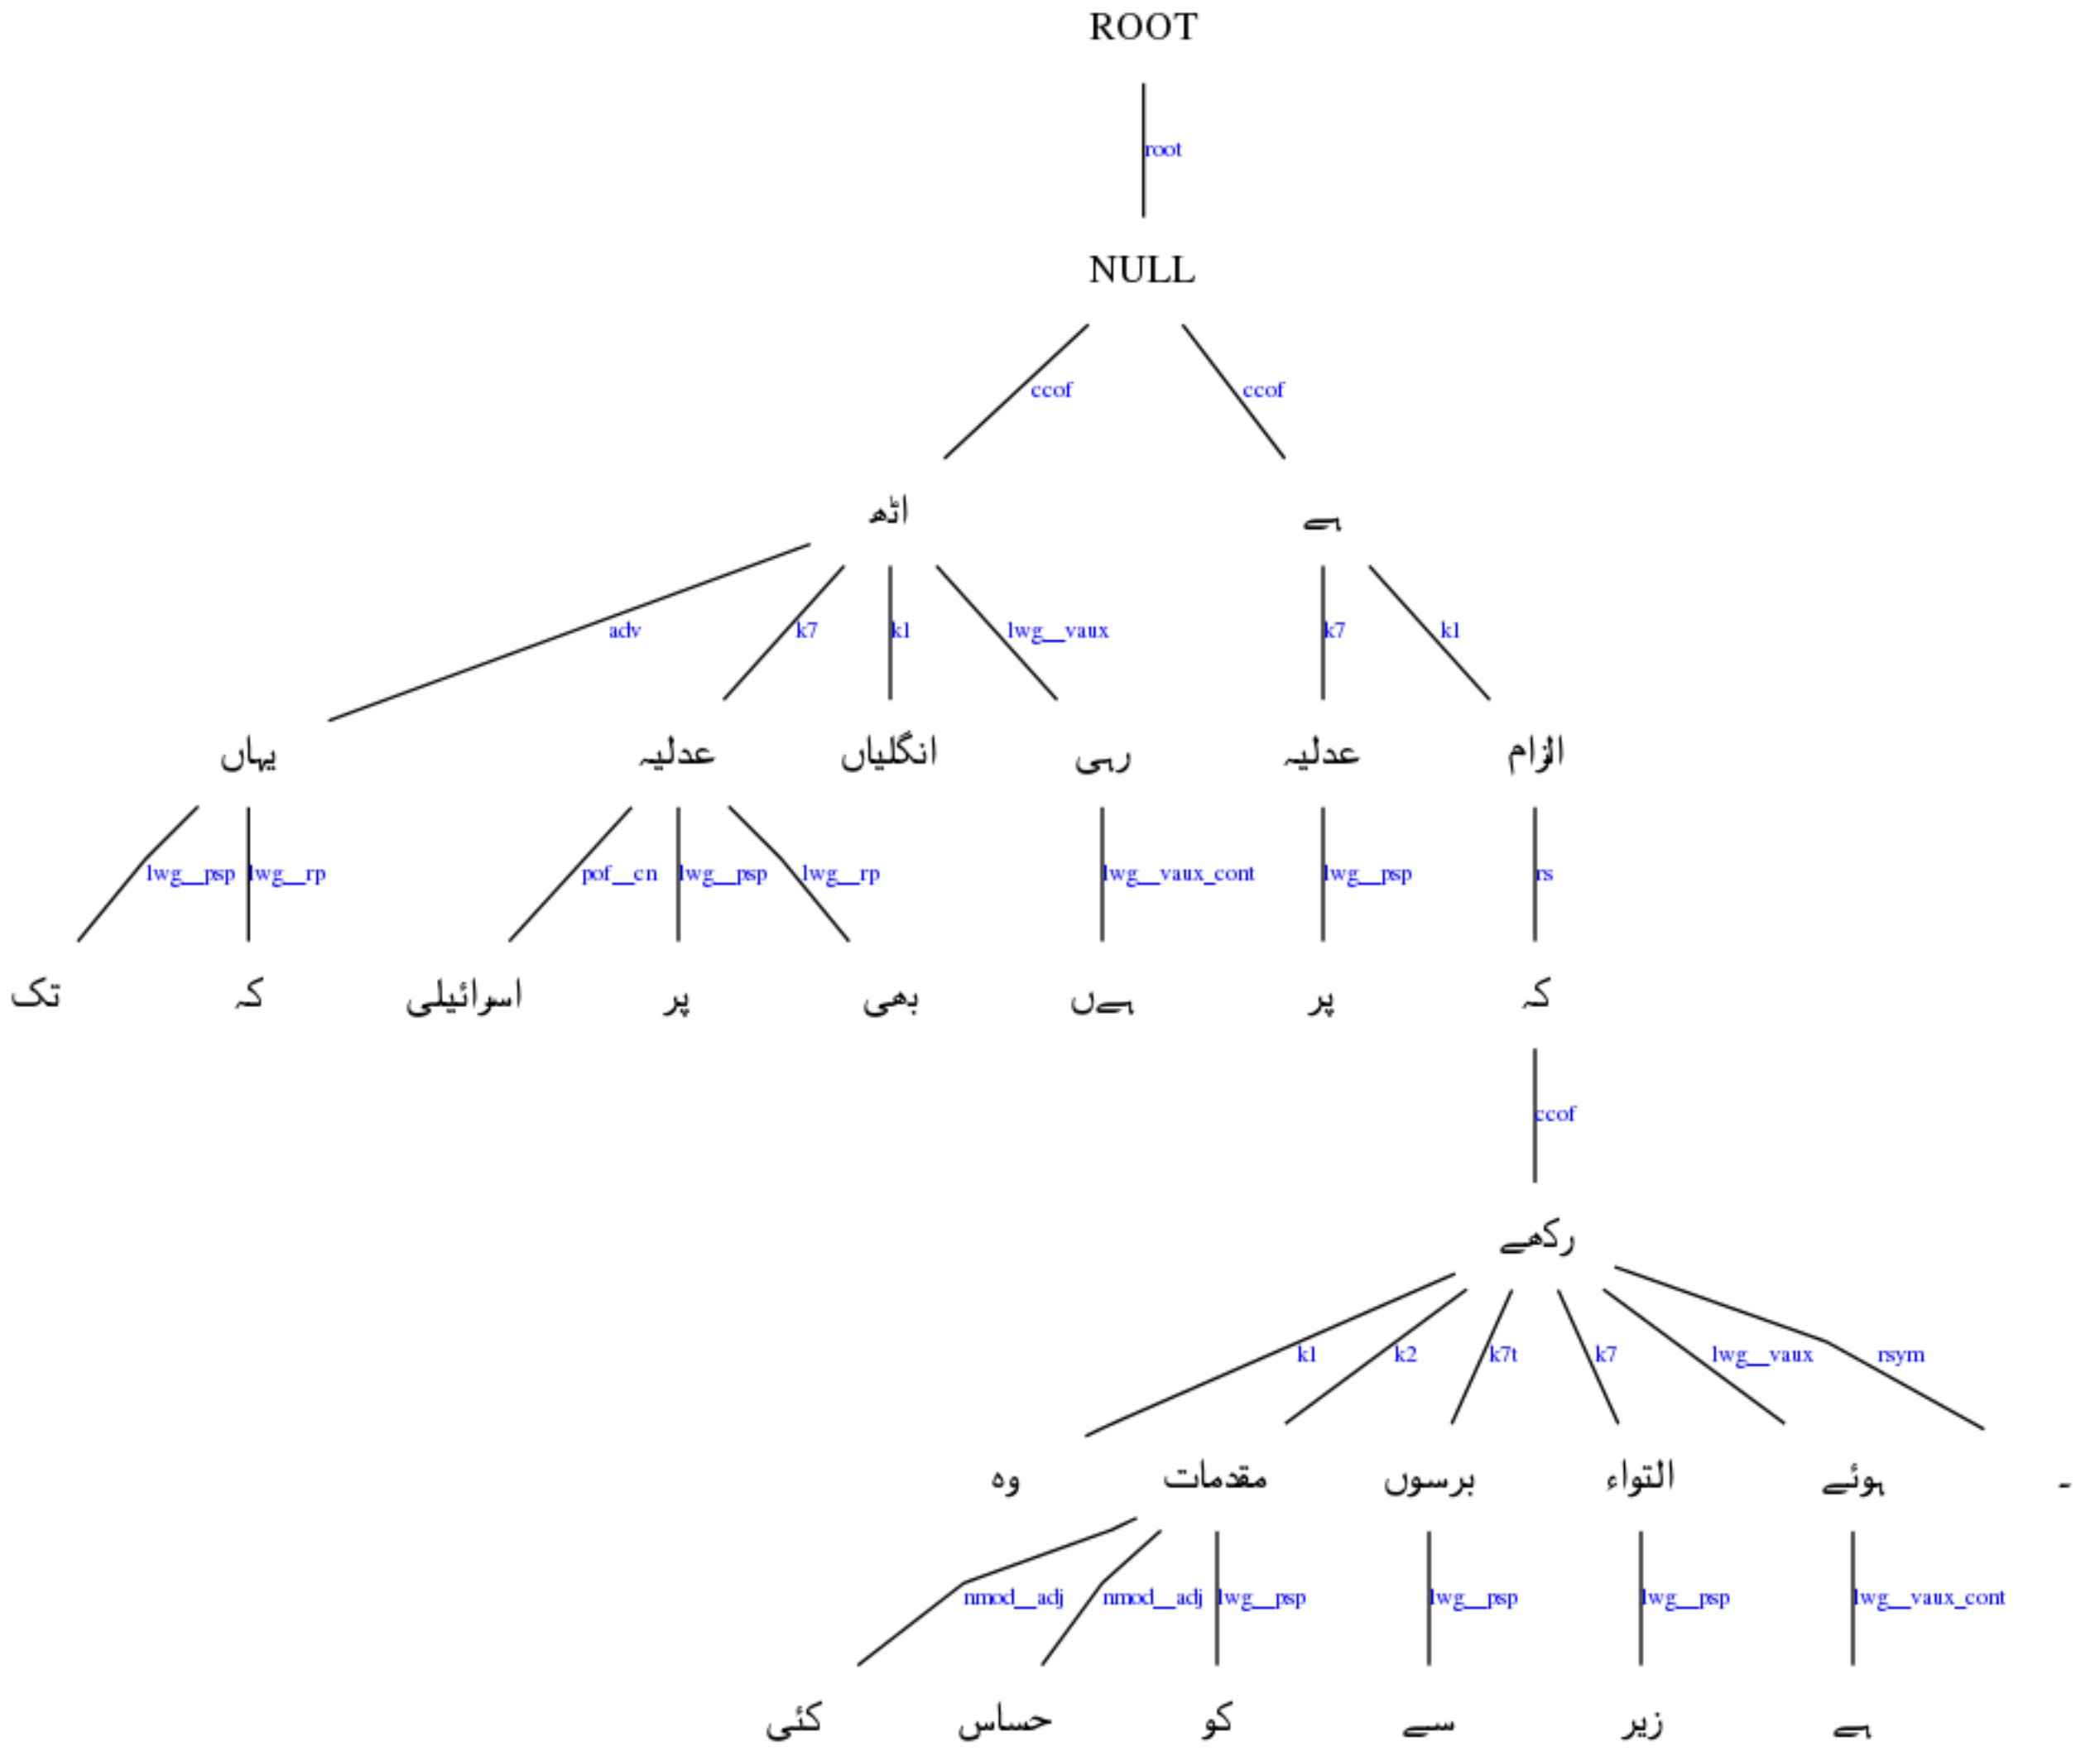 ROOT
root
NULL
ccof ccof
اٹھ ہے
adv k7 k1 lwg__vaux k7 k1
یہاں عدلیہ انگلیاں رہی عدلیہ الزام
lwg__psp lwg__rp pof__cn lwg__psp lwg__rp lwg__vaux_cont lwg__psp rs
تک کہ اسرائیلی پر بھی ہےں پر کہ
ccof
رکھے
k1 k2 k7t k7 lwg__vaux rsym
وہ مقدمات برسوں التواء ہوئے ۔
nmod__adj nmod__adj lwg__psp lwg__psp lwg__psp lwg__vaux_cont
کئی حساس کو سے زیر ہے